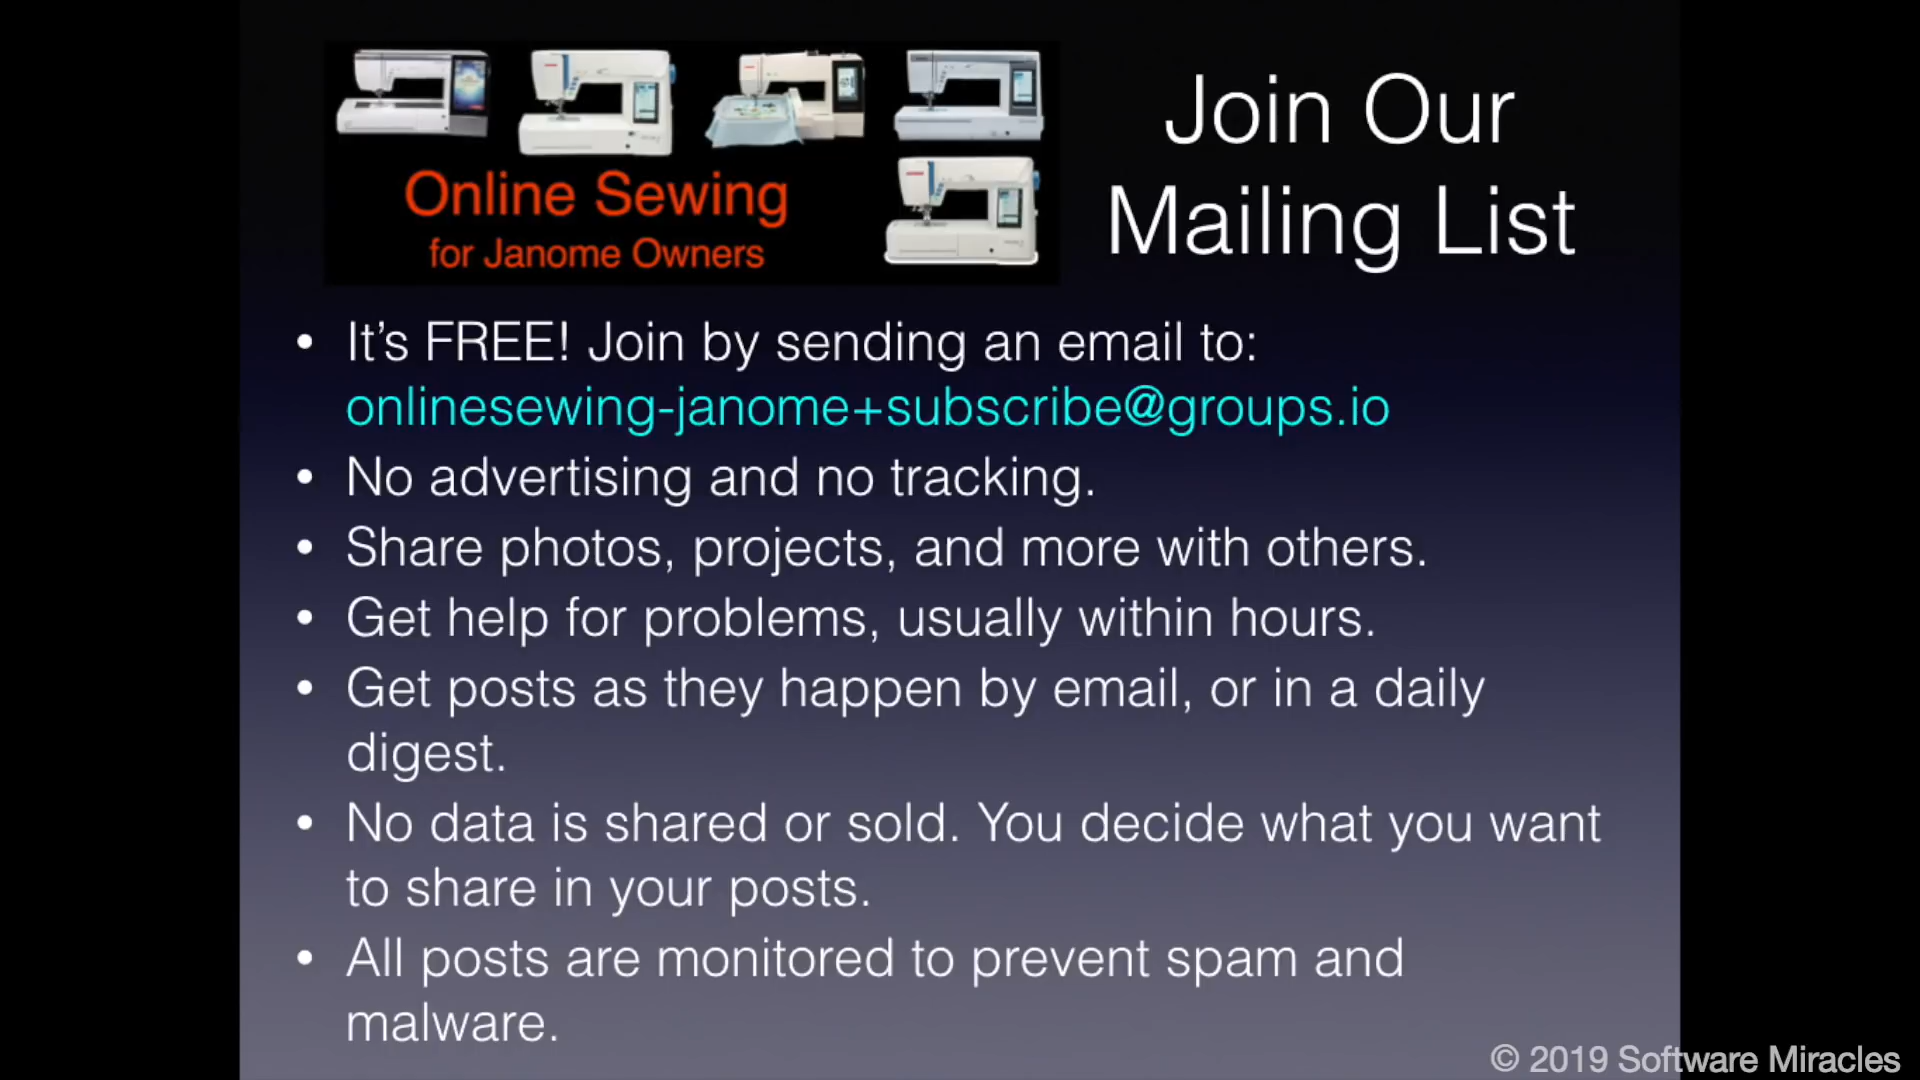 Online Sewing
for Janome Owners
Join Our
Mailing List
• It’s FREE! Join by sending an email to:
onlinesewing-janome+subscribe@groups.io
• No advertising and no tracking.
• Share photos, projects, and more with others.
• Get help for problems, usually within hours.
• Get posts as they happen by email, or in a daily
digest.
• No data is shared or sold. You decide what you want
to share in your posts.
• All posts are monitored to prevent spam and
malware.
© 2019 Software Miracles